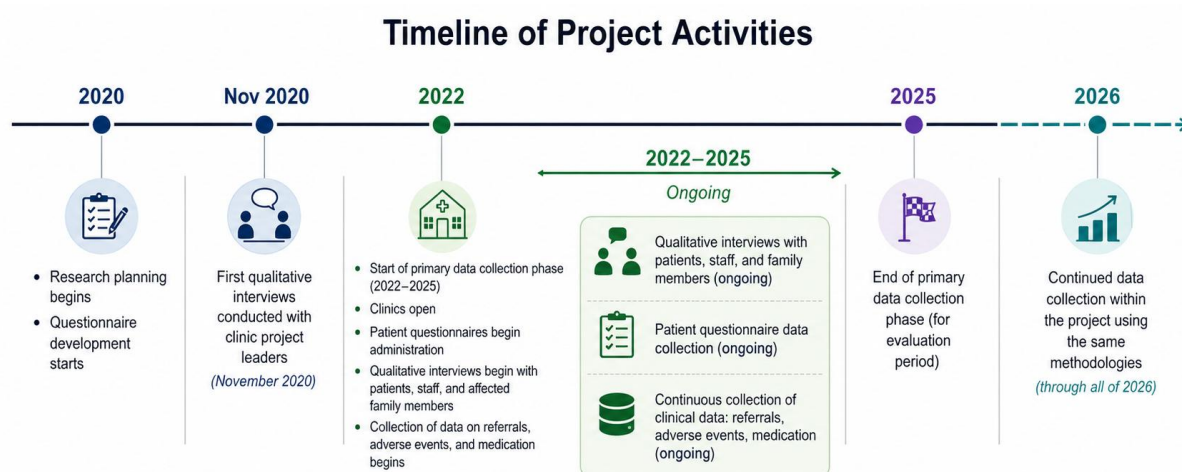 Timeline of Project Activities
2020
Nov 2020
2022
2025
2026
2022–2025
Ongoing
• Research planning
begins
• Questionnaire
development
starts
First qualitative
interviews
conducted with
clinic project
leaders
(November 2020)
• Start of primary data collection phase
(2022–2025)
• Clinics open
• Patient questionnaires begin
administration
• Qualitative interviews begin with
patients, staff, and affected
family members
• Collection of data on referrals,
adverse events, and medication
begins
Qualitative interviews with
patients, staff, and family
members (ongoing)
Patient questionnaire data
collection (ongoing)
Continuous collection of
clinical data: referrals,
adverse events, medication
(ongoing)
End of primary
data collection
phase (for
evaluation
period)
Continued data
collection within
the project using
the same
methodologies
(through all of 2026)